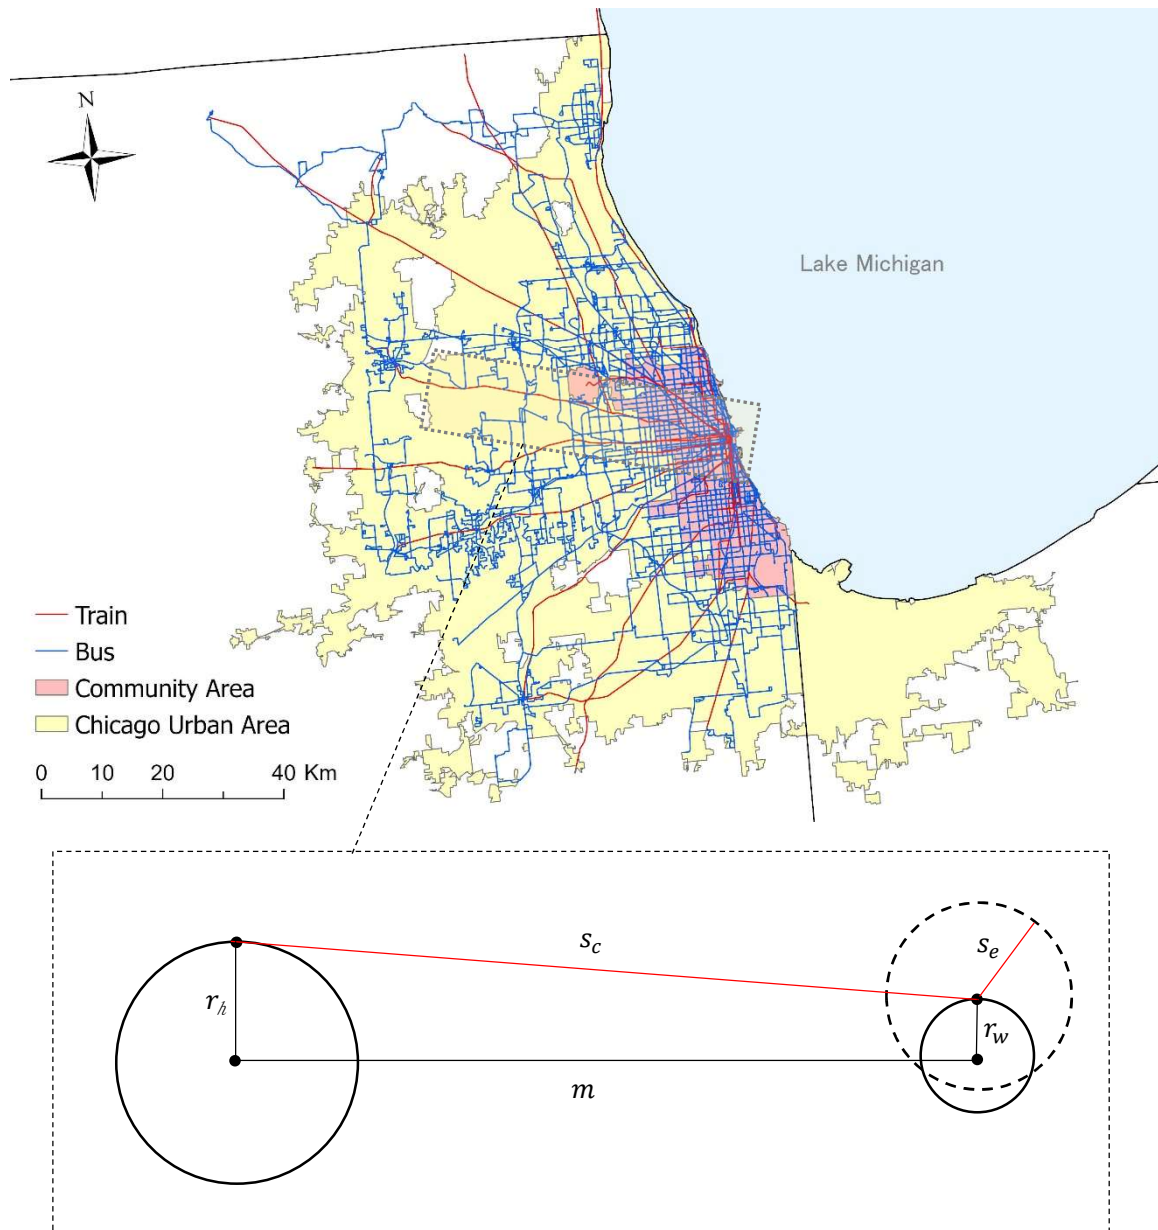 N
Lake Michigan
Train
Bus
Community Area
Chicago Urban Area
0 10 20 40 Km
s_c
s_e
r_h
r_w
m